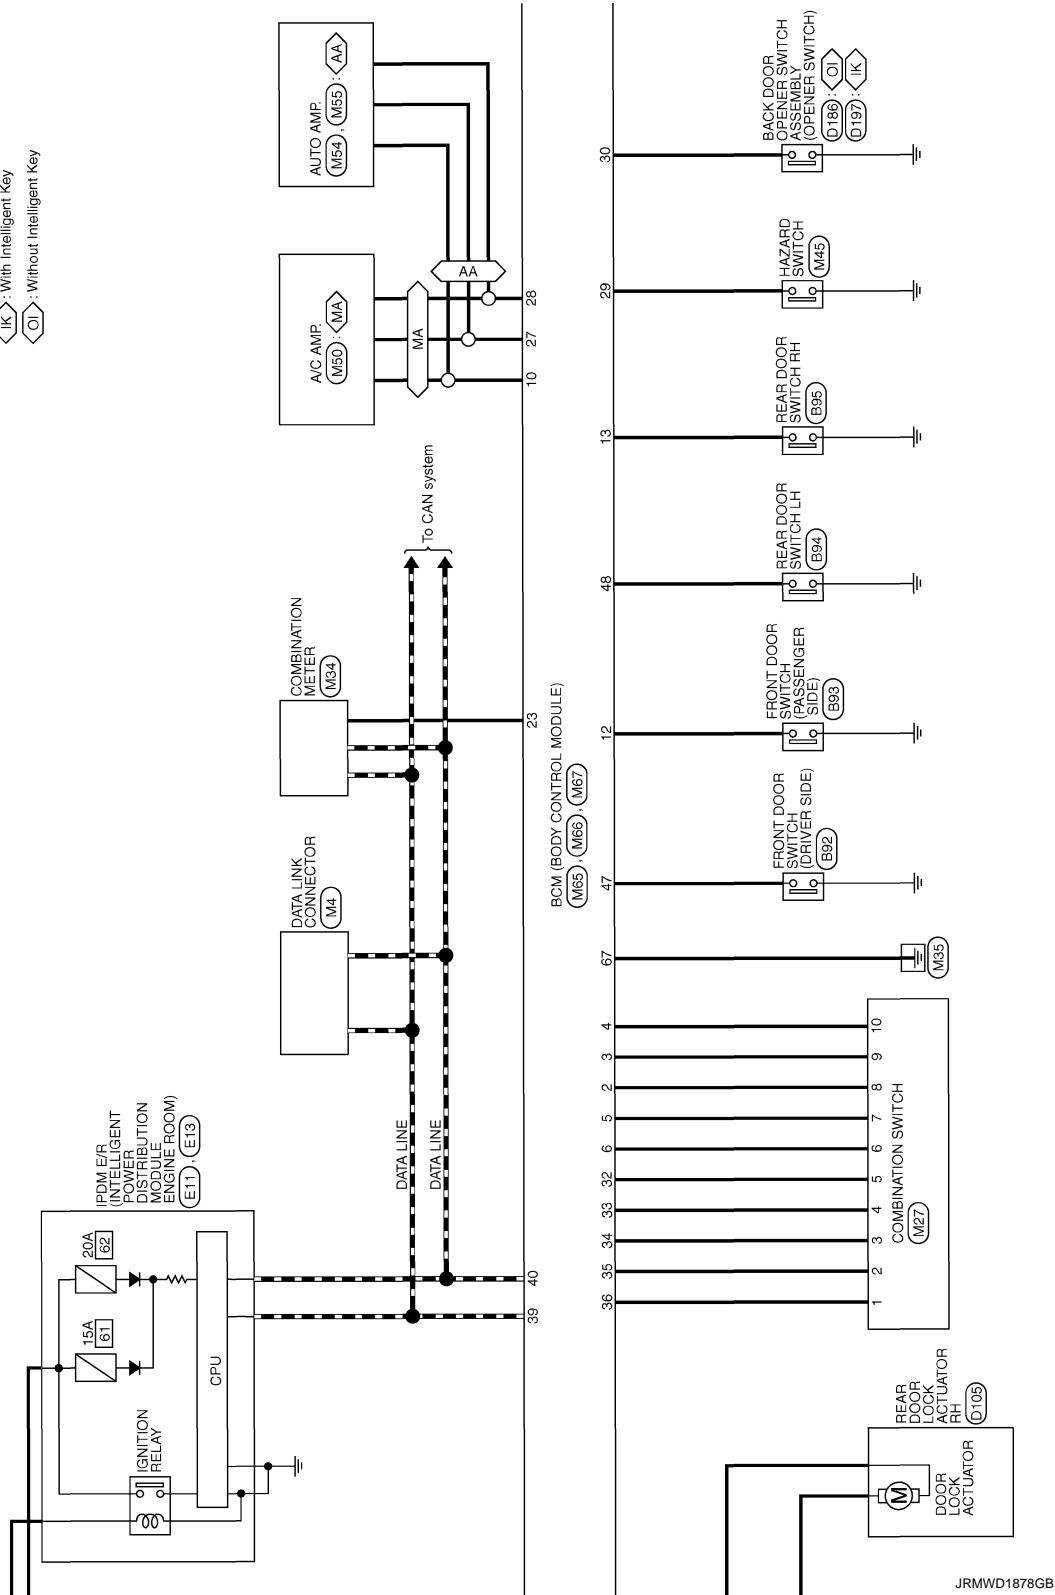 IK : With Intelligent Key
OI : Without Intelligent Key
AUTO AMP.
M54 , M55 : AA
A/C AMP.
M50 : MA
AA
MA
28
27
10
To CAN system
COMBINATION
METER
M34
23
DATA LINK
CONNECTOR
M4
DATA LINE
DATA LINE
IPDM E/R
(INTELLIGENT
POWER
DISTRIBUTION
MODULE
ENGINE ROOM)
E11 , E13
20A
62
15A
61
CPU
IGNITION
RELAY
40
39
BCM (BODY CONTROL MODULE)
M65 , M66 , M67
30
BACK DOOR
OPENER SWITCH
ASSEMBLY
(OPENER SWITCH)
D186 : OI
D197 : IK
29
HAZARD
SWITCH
M45
13
REAR DOOR
SWITCH RH
B95
48
REAR DOOR
SWITCH LH
B94
12
FRONT DOOR
SWITCH
(PASSENGER
SIDE)
B93
47
FRONT DOOR
SWITCH
(DRIVER SIDE)
B92
67
M35
4 10
3 9
2 8
5 7
6 6
32 5
33 4
34 3
35 2
36 1
COMBINATION SWITCH
M27
REAR
DOOR
LOCK
ACTUATOR
RH
D105
M
DOOR
LOCK
ACTUATOR
JRMWD1878GB